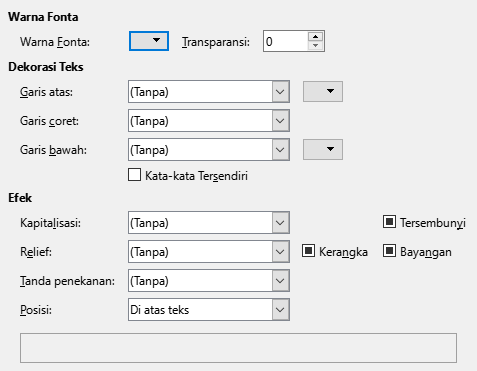 Warna Fonta
Warna Fonta: Transparansi: 0
Dekorasi Teks
Garis atas: (Tanpa)
Garis coret: (Tanpa)
Garis bawah: (Tanpa)
Kata-kata Tersendiri
Efek
Kapitalisasi: (Tanpa) Tersembunyi
Relief: (Tanpa) Kerangka Bayangan
Tanda penekanan: (Tanpa)
Posisi: Di atas teks